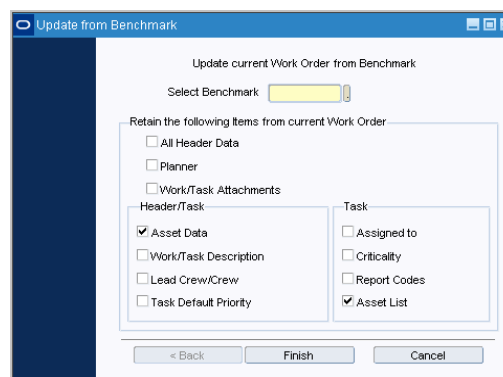 Update from Benchmark
Update current Work Order from Benchmark
Select Benchmark
Retain the following Items from current Work Order
All Header Data
Planner
Work/Task Attachments
Header/Task
Asset Data
Work/Task Description
Lead Crew/Crew
Task Default Priority
Task
Assigned to
Criticality
Report Codes
Asset List
< Back
Finish
Cancel